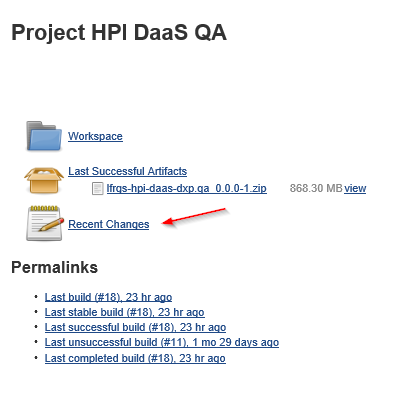 Project HPI DaaS QA
Workspace
Last Successful Artifacts
lfrgs-hpi-daas-dxp.qa_0.0.0-1.zip 868.30 MB view
Recent Changes
Permalinks
• Last build (#18), 23 hr ago
• Last stable build (#18), 23 hr ago
• Last successful build (#18), 23 hr ago
• Last unsuccessful build (#11), 1 mo 29 days ago
• Last completed build (#18), 23 hr ago